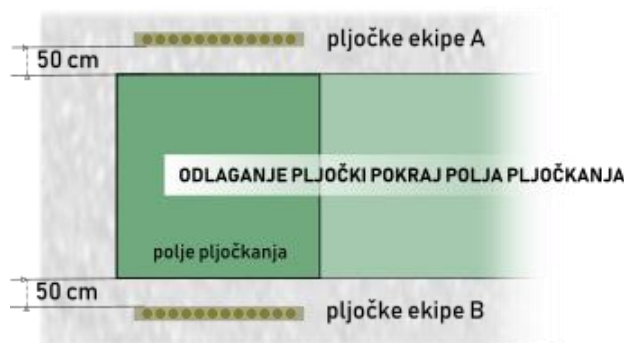 pljočke ekipe A
50 cm
ODLAGANJE PLJOČKI POKRAJ POLJA PLJOČKANJA
polje pljočkanja
50 cm
pljočke ekipe B